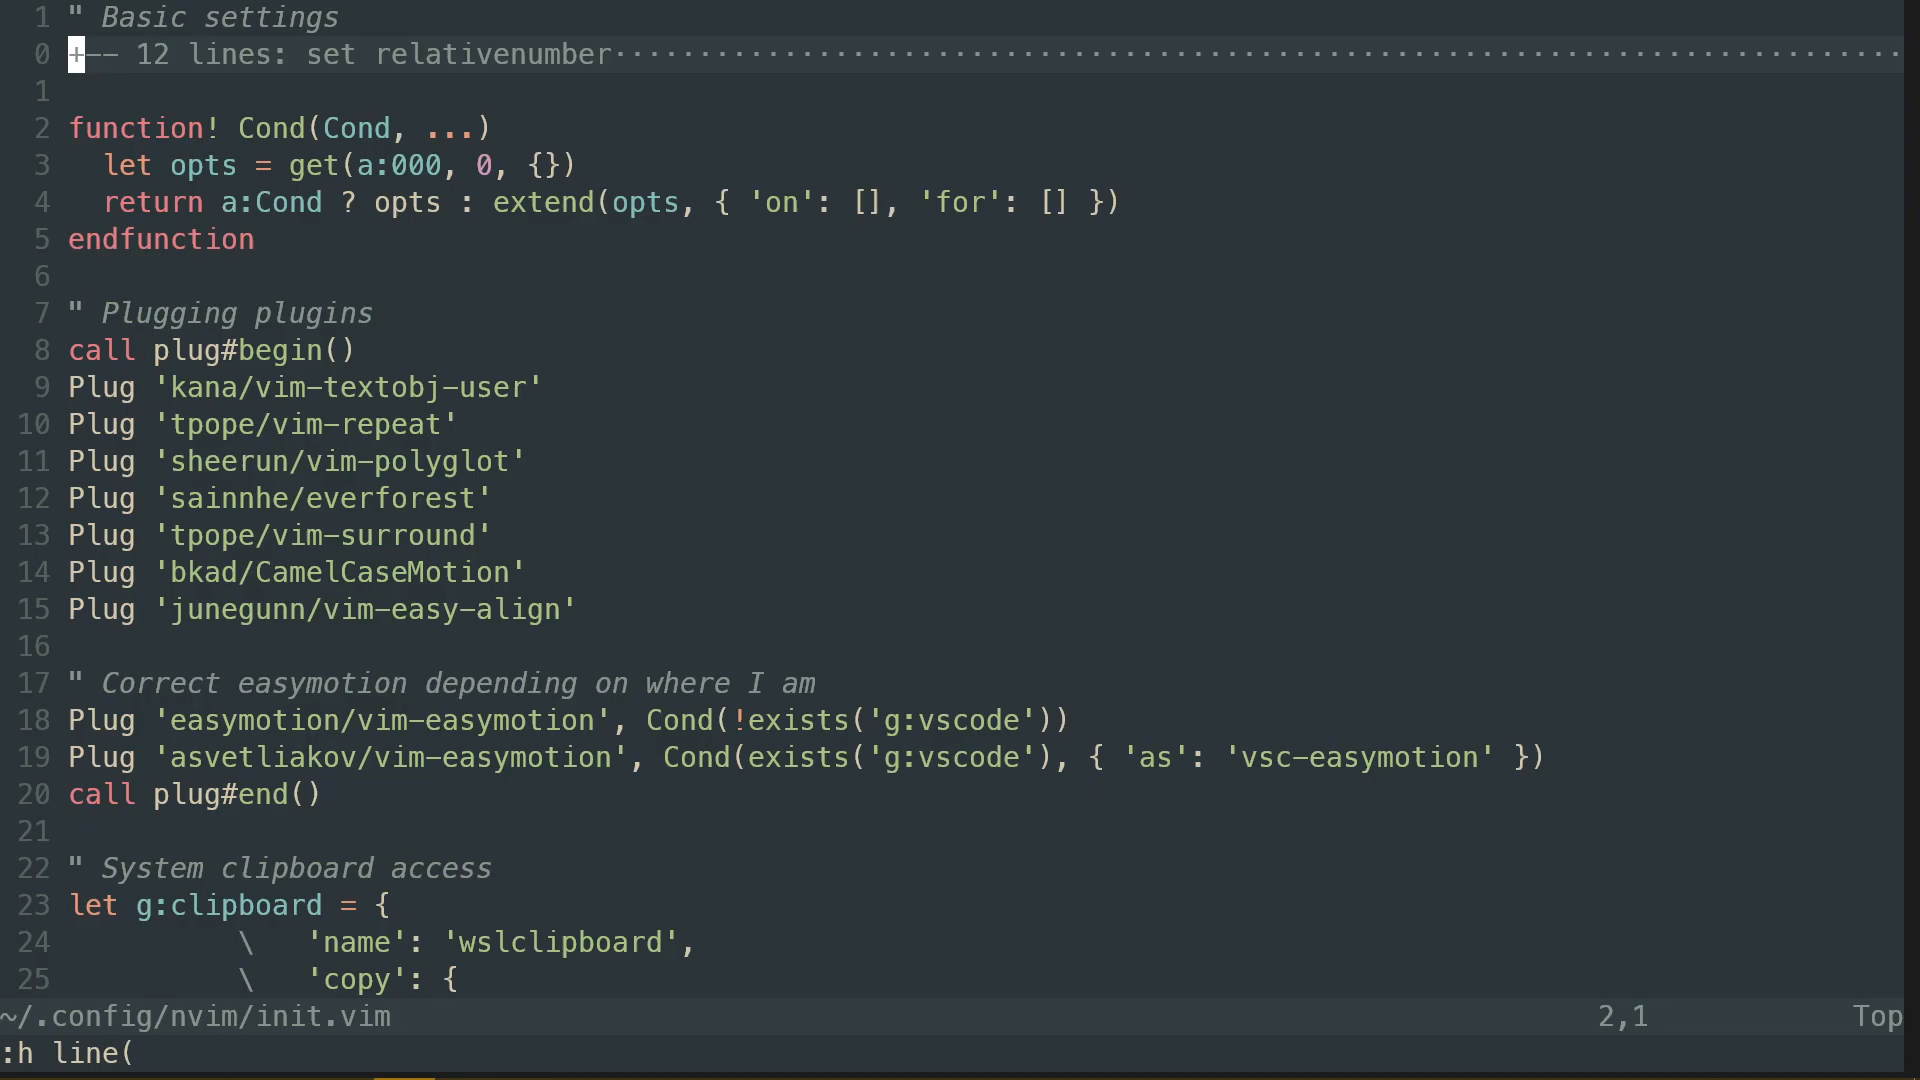 1 " Basic settings
0 +-- 12 lines: set relativenumber·············································································
1
2 function! Cond(Cond, ...)
3   let opts = get(a:000, 0, {})
4   return a:Cond ? opts : extend(opts, { 'on': [], 'for': [] })
5 endfunction
6
7 " Plugging plugins
8 call plug#begin()
9 Plug 'kana/vim-textobj-user'
10 Plug 'tpope/vim-repeat'
11 Plug 'sheerun/vim-polyglot'
12 Plug 'sainnhe/everforest'
13 Plug 'tpope/vim-surround'
14 Plug 'bkad/CamelCaseMotion'
15 Plug 'junegunn/vim-easy-align'
16
17 " Correct easymotion depending on where I am
18 Plug 'easymotion/vim-easymotion', Cond(!exists('g:vscode'))
19 Plug 'asvetliakov/vim-easymotion', Cond(exists('g:vscode'), { 'as': 'vsc-easymotion' })
20 call plug#end()
21
22 " System clipboard access
23 let g:clipboard = {
24           \   'name': 'wslclipboard',
25           \   'copy': {
~/.config/nvim/init.vim 2,1 Top
:h line(